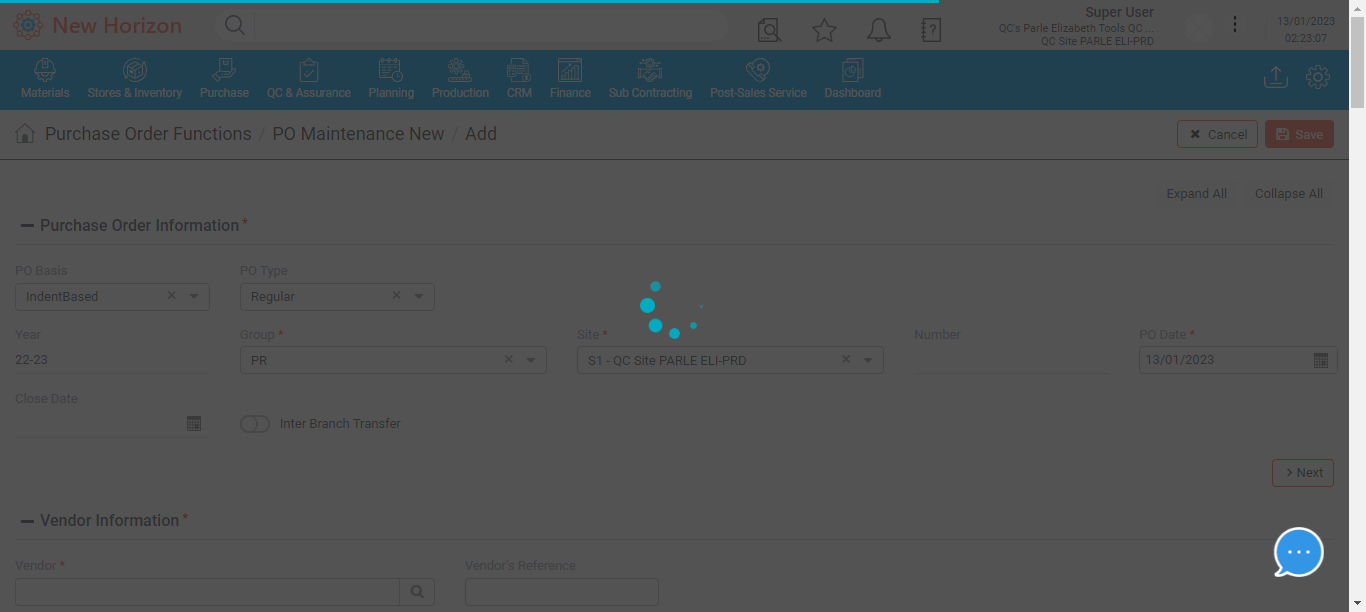 New Horizon
Super User
QC's Parle Elizabeth Tools QC ...
QC Site PARLE ELI-PRD
13/01/2023
02:23:07
Materials
Stores & Inventory
Purchase
QC & Assurance
Planning
Production
CRM
Finance
Sub Contracting
Post-Sales Service
Dashboard
Purchase Order Functions / PO Maintenance New / Add
Cancel
Save
Expand All
Collapse All
Purchase Order Information *
PO Basis
PO Type
IndentBased
Regular
Year
Group *
Site *
Number
PO Date *
22-23
PR
S1 - QC Site PARLE ELI-PRD
13/01/2023
Close Date
Inter Branch Transfer
Next
Vendor Information *
Vendor *
Vendor's Reference